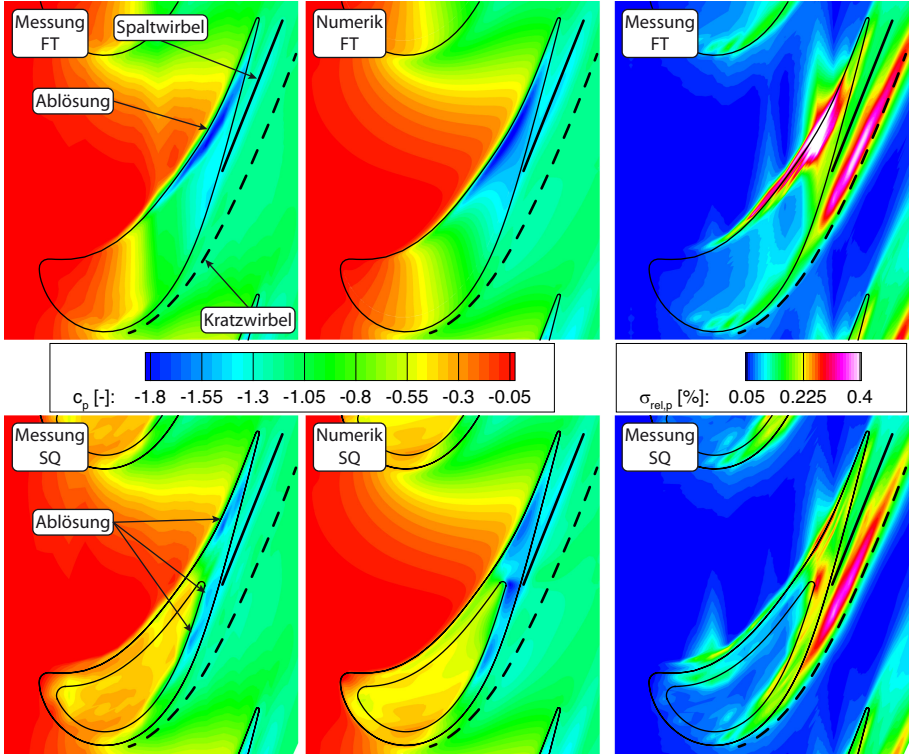 Messung
FT
Spaltwirbel
Ablösung
Kratzwirbel
Numerik
FT
Messung
FT
c_p [-]: -1.8 -1.55 -1.3 -1.05 -0.8 -0.55 -0.3 -0.05
σ_rel,p [%]: 0.05 0.225 0.4
Messung
SQ
Ablösung
Numerik
SQ
Messung
SQ